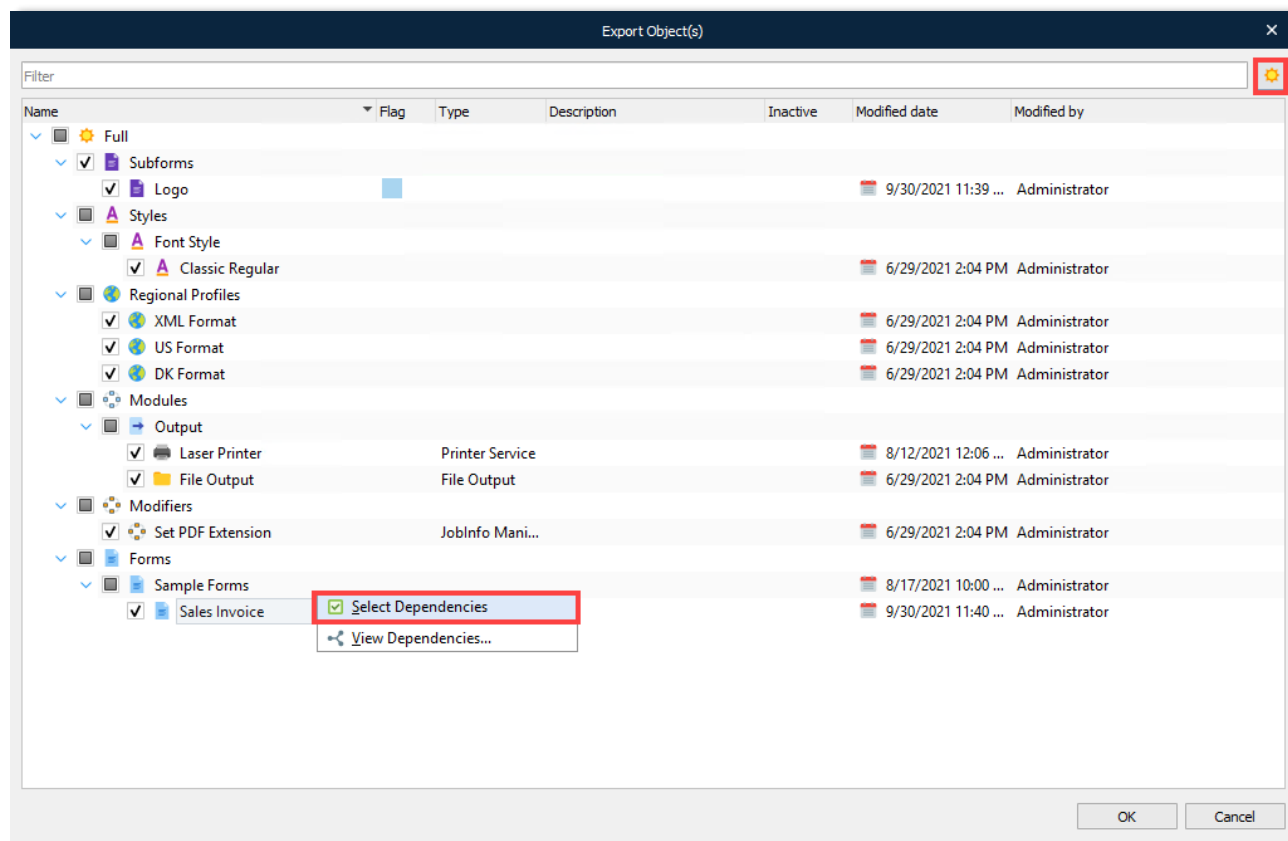 Export Object(s)
Filter
Name Flag Type Description Inactive Modified date Modified by
Full
Subforms
Logo 9/30/2021 11:39 ... Administrator
Styles
Font Style
Classic Regular 6/29/2021 2:04 PM Administrator
Regional Profiles
XML Format 6/29/2021 2:04 PM Administrator
US Format 6/29/2021 2:04 PM Administrator
DK Format 6/29/2021 2:04 PM Administrator
Modules
Output
Laser Printer Printer Service 8/12/2021 12:06 ... Administrator
File Output File Output 6/29/2021 2:04 PM Administrator
Modifiers
Set PDF Extension JobInfo Mani... 6/29/2021 2:04 PM Administrator
Forms
Sample Forms 8/17/2021 10:00 ... Administrator
Sales Invoice Select Dependencies 9/30/2021 11:40 ... Administrator
View Dependencies...
OK Cancel